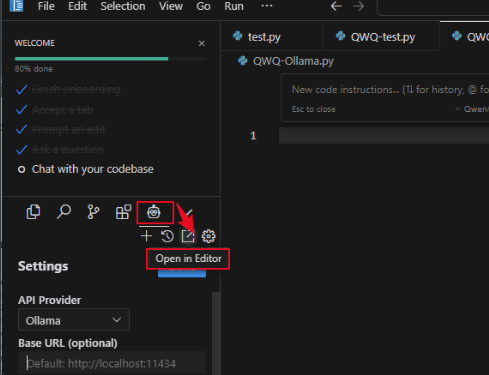 File Edit Selection View Go Run ...
WELCOME
80% done
Finish onboarding
Accept a tab
Prompt an edit
Ask a question
Chat with your codebase
Open in Editor
Settings
API Provider
Ollama
Base URL (optional)
Default: http://localhost:11434
test.py QWQ-test.py QWQ
QWQ-Ollama.py
New code instructions... (⇅ for history, @ fo
Esc to close Qwen/
1